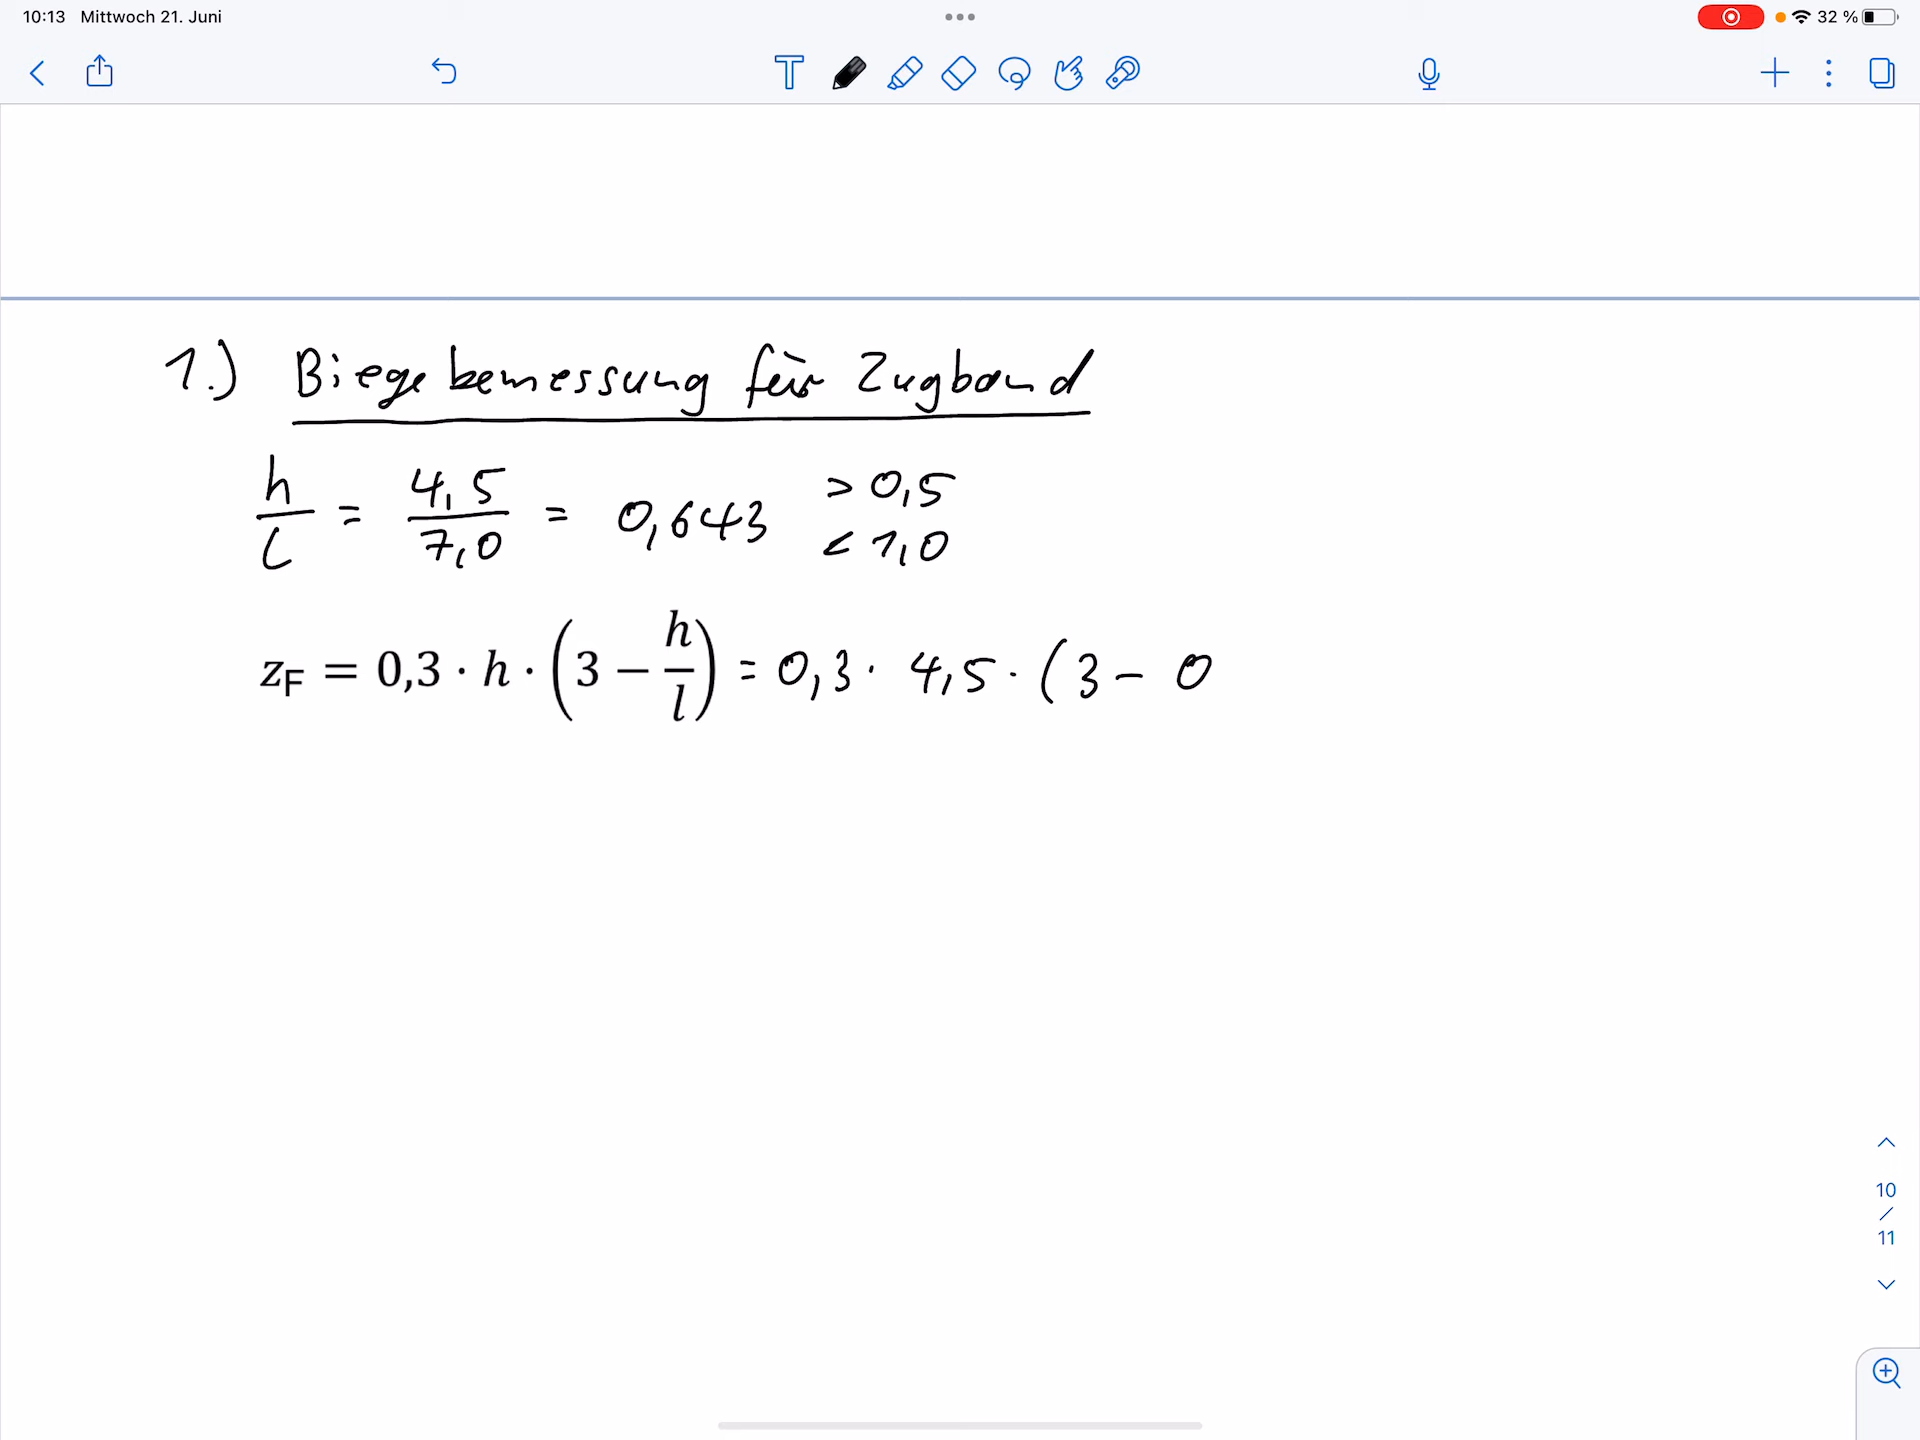 10:13 Mittwoch 21. Juni 32 %
1.) Biegebemessung für Zugband
h/l = 4,5/7,0 = 0,643 > 0,5 < 1,0
z_F = 0,3 · h · (3 − h/l) = 0,3 · 4,5 · (3 − 0
10
/
11